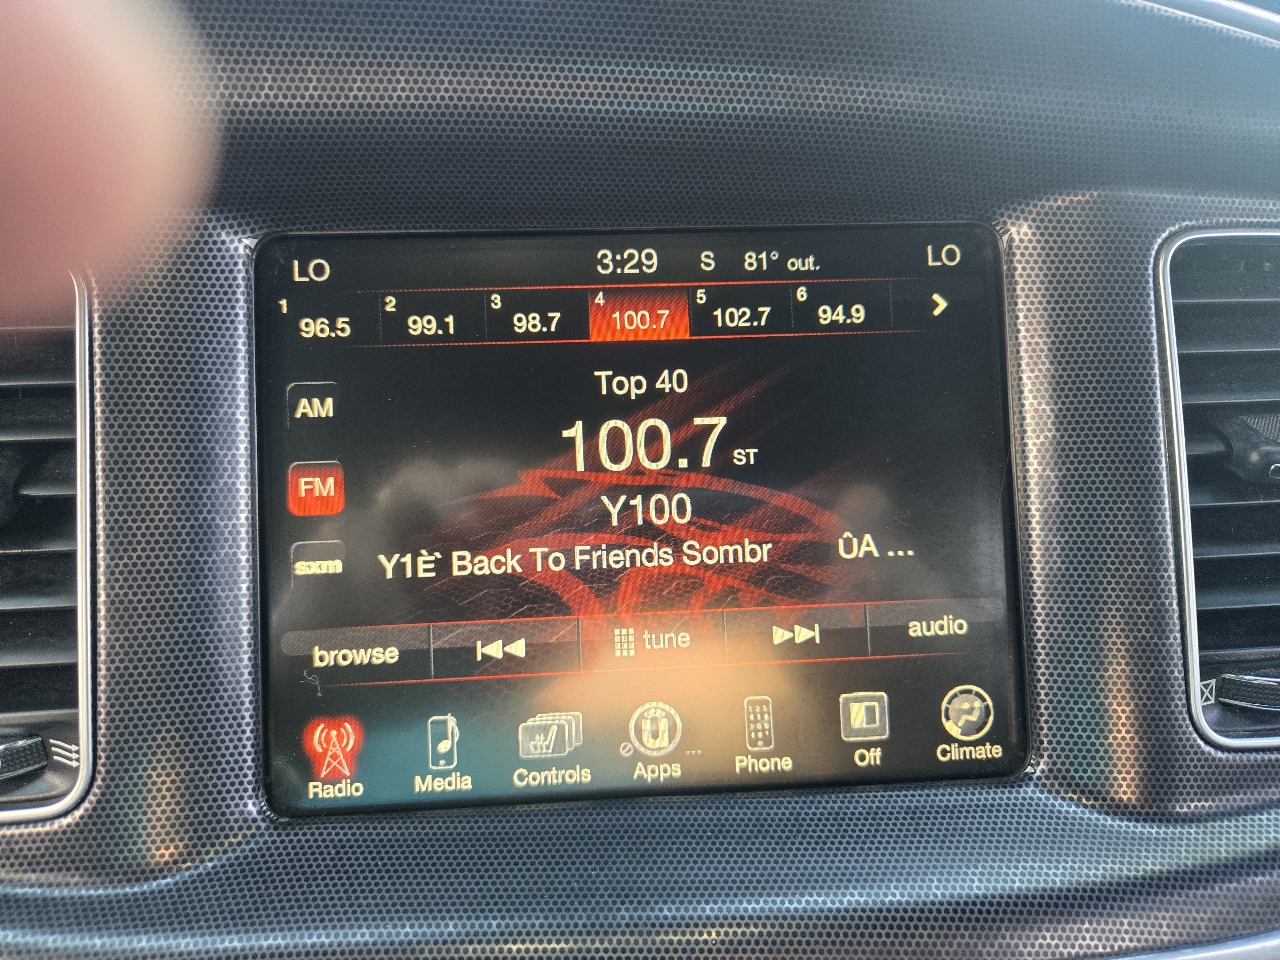 LO 3:29 S 81° out. LO
1 96.5 2 99.1 3 98.7 4 100.7 5 102.7 6 94.9
Top 40
AM
100.7 ST
FM
Y100
sxm
Y1È` Back To Friends Sombr ÛA ...
browse tune audio
Radio Media Controls Apps ... Phone Off Climate